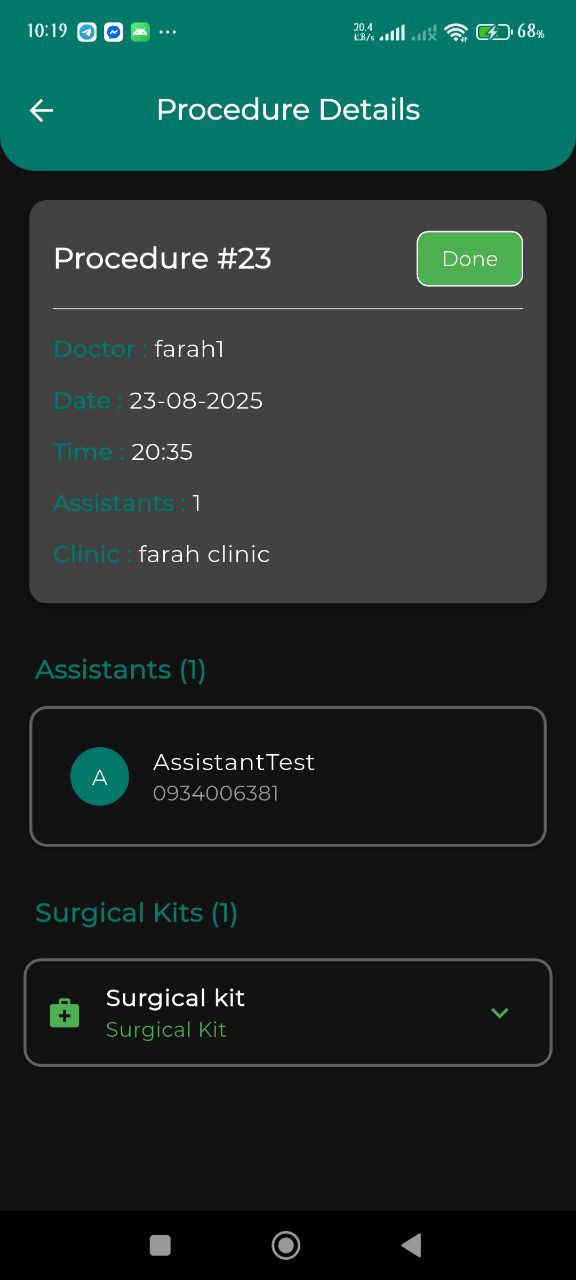 10:19 ... 20.4 K.B/s 68%
Procedure Details
Procedure #23 Done
Doctor : farah1
Date : 23-08-2025
Time : 20:35
Assistants : 1
Clinic : farah clinic
Assistants (1)
A
AssistantTest
0934006381
Surgical Kits (1)
Surgical kit
Surgical Kit